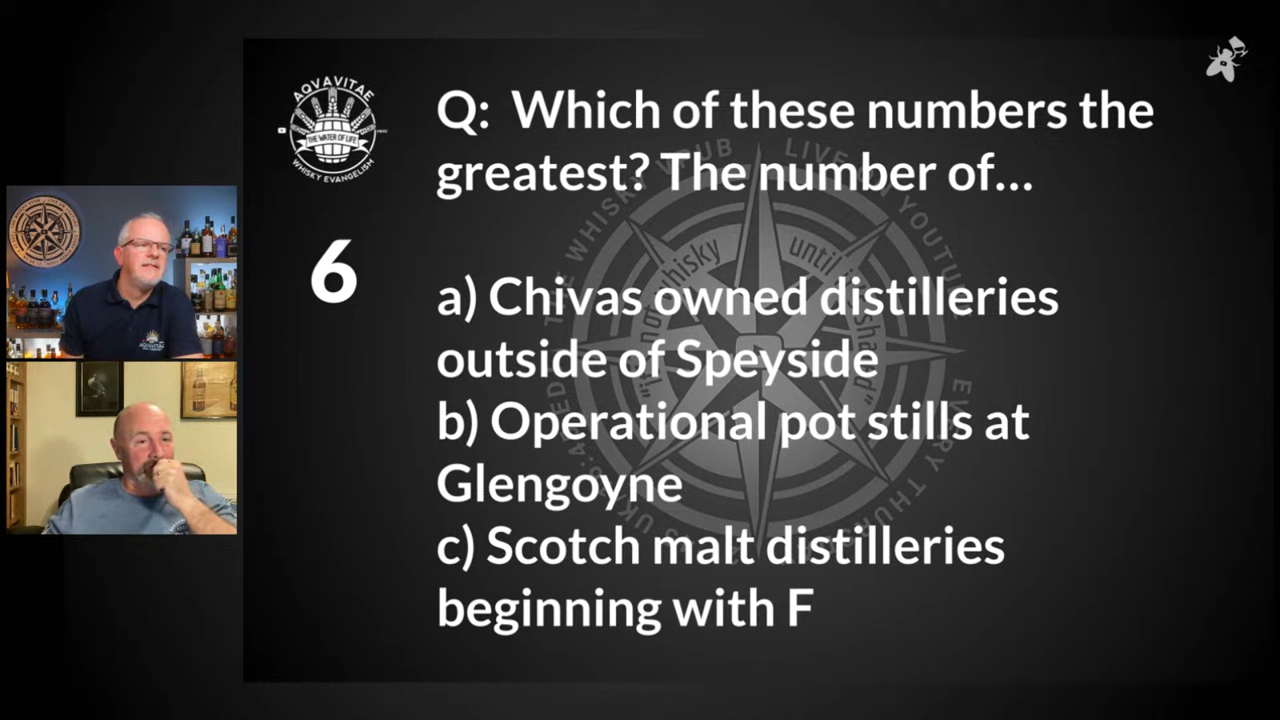 AQVAVITAE
THE WATER OF LIFE
WHISKY EVANGELISM
6
Q: Which of these numbers the
greatest? The number of...
a) Chivas owned distilleries
outside of Speyside
b) Operational pot stills at
Glengoyne
c) Scotch malt distilleries
beginning with F